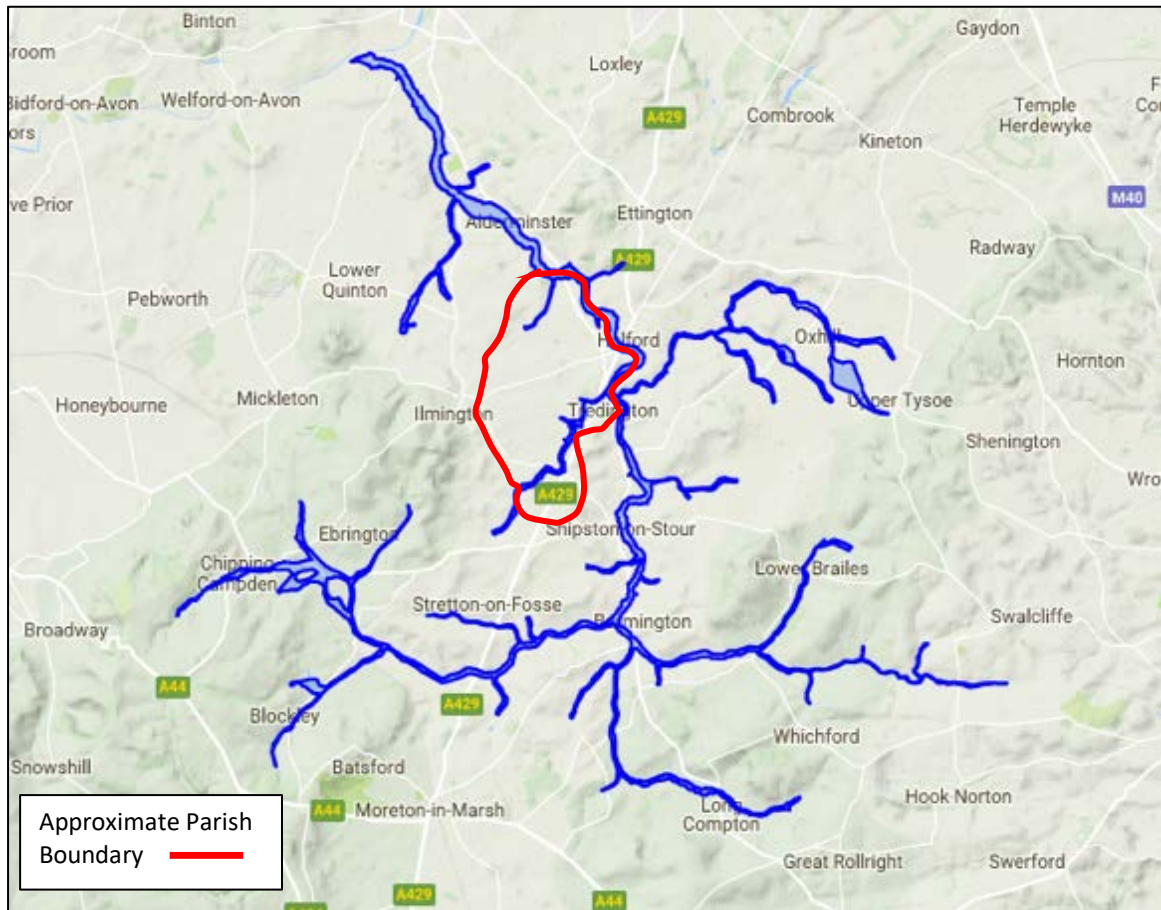 Binton
Gaydon
Loxley
Bidford-on-Avon
Welford-on-Avon
A429
Combrook
Temple
Herdewyke
Kineton
M40
Ettington
Alderminster
Radway
A429
Lower
Quinton
Pebworth
Halford
Oxhill
Hornton
Mickleton
Honeybourne
Ilmington
Tredington
Upper Tysoe
Shenington
A429
Shipston-on-Stour
Ebrington
Chipping
Campden
Lower Brailes
Stretton-on-Fosse
Swalcliffe
Broadway
A44
A429
Blockley
Whichford
Snowshill
Batsford
Hook Norton
A44
Moreton-in-Marsh
Long
Compton
Great Rollright
Swerford
A429
A44
Approximate Parish
Boundary